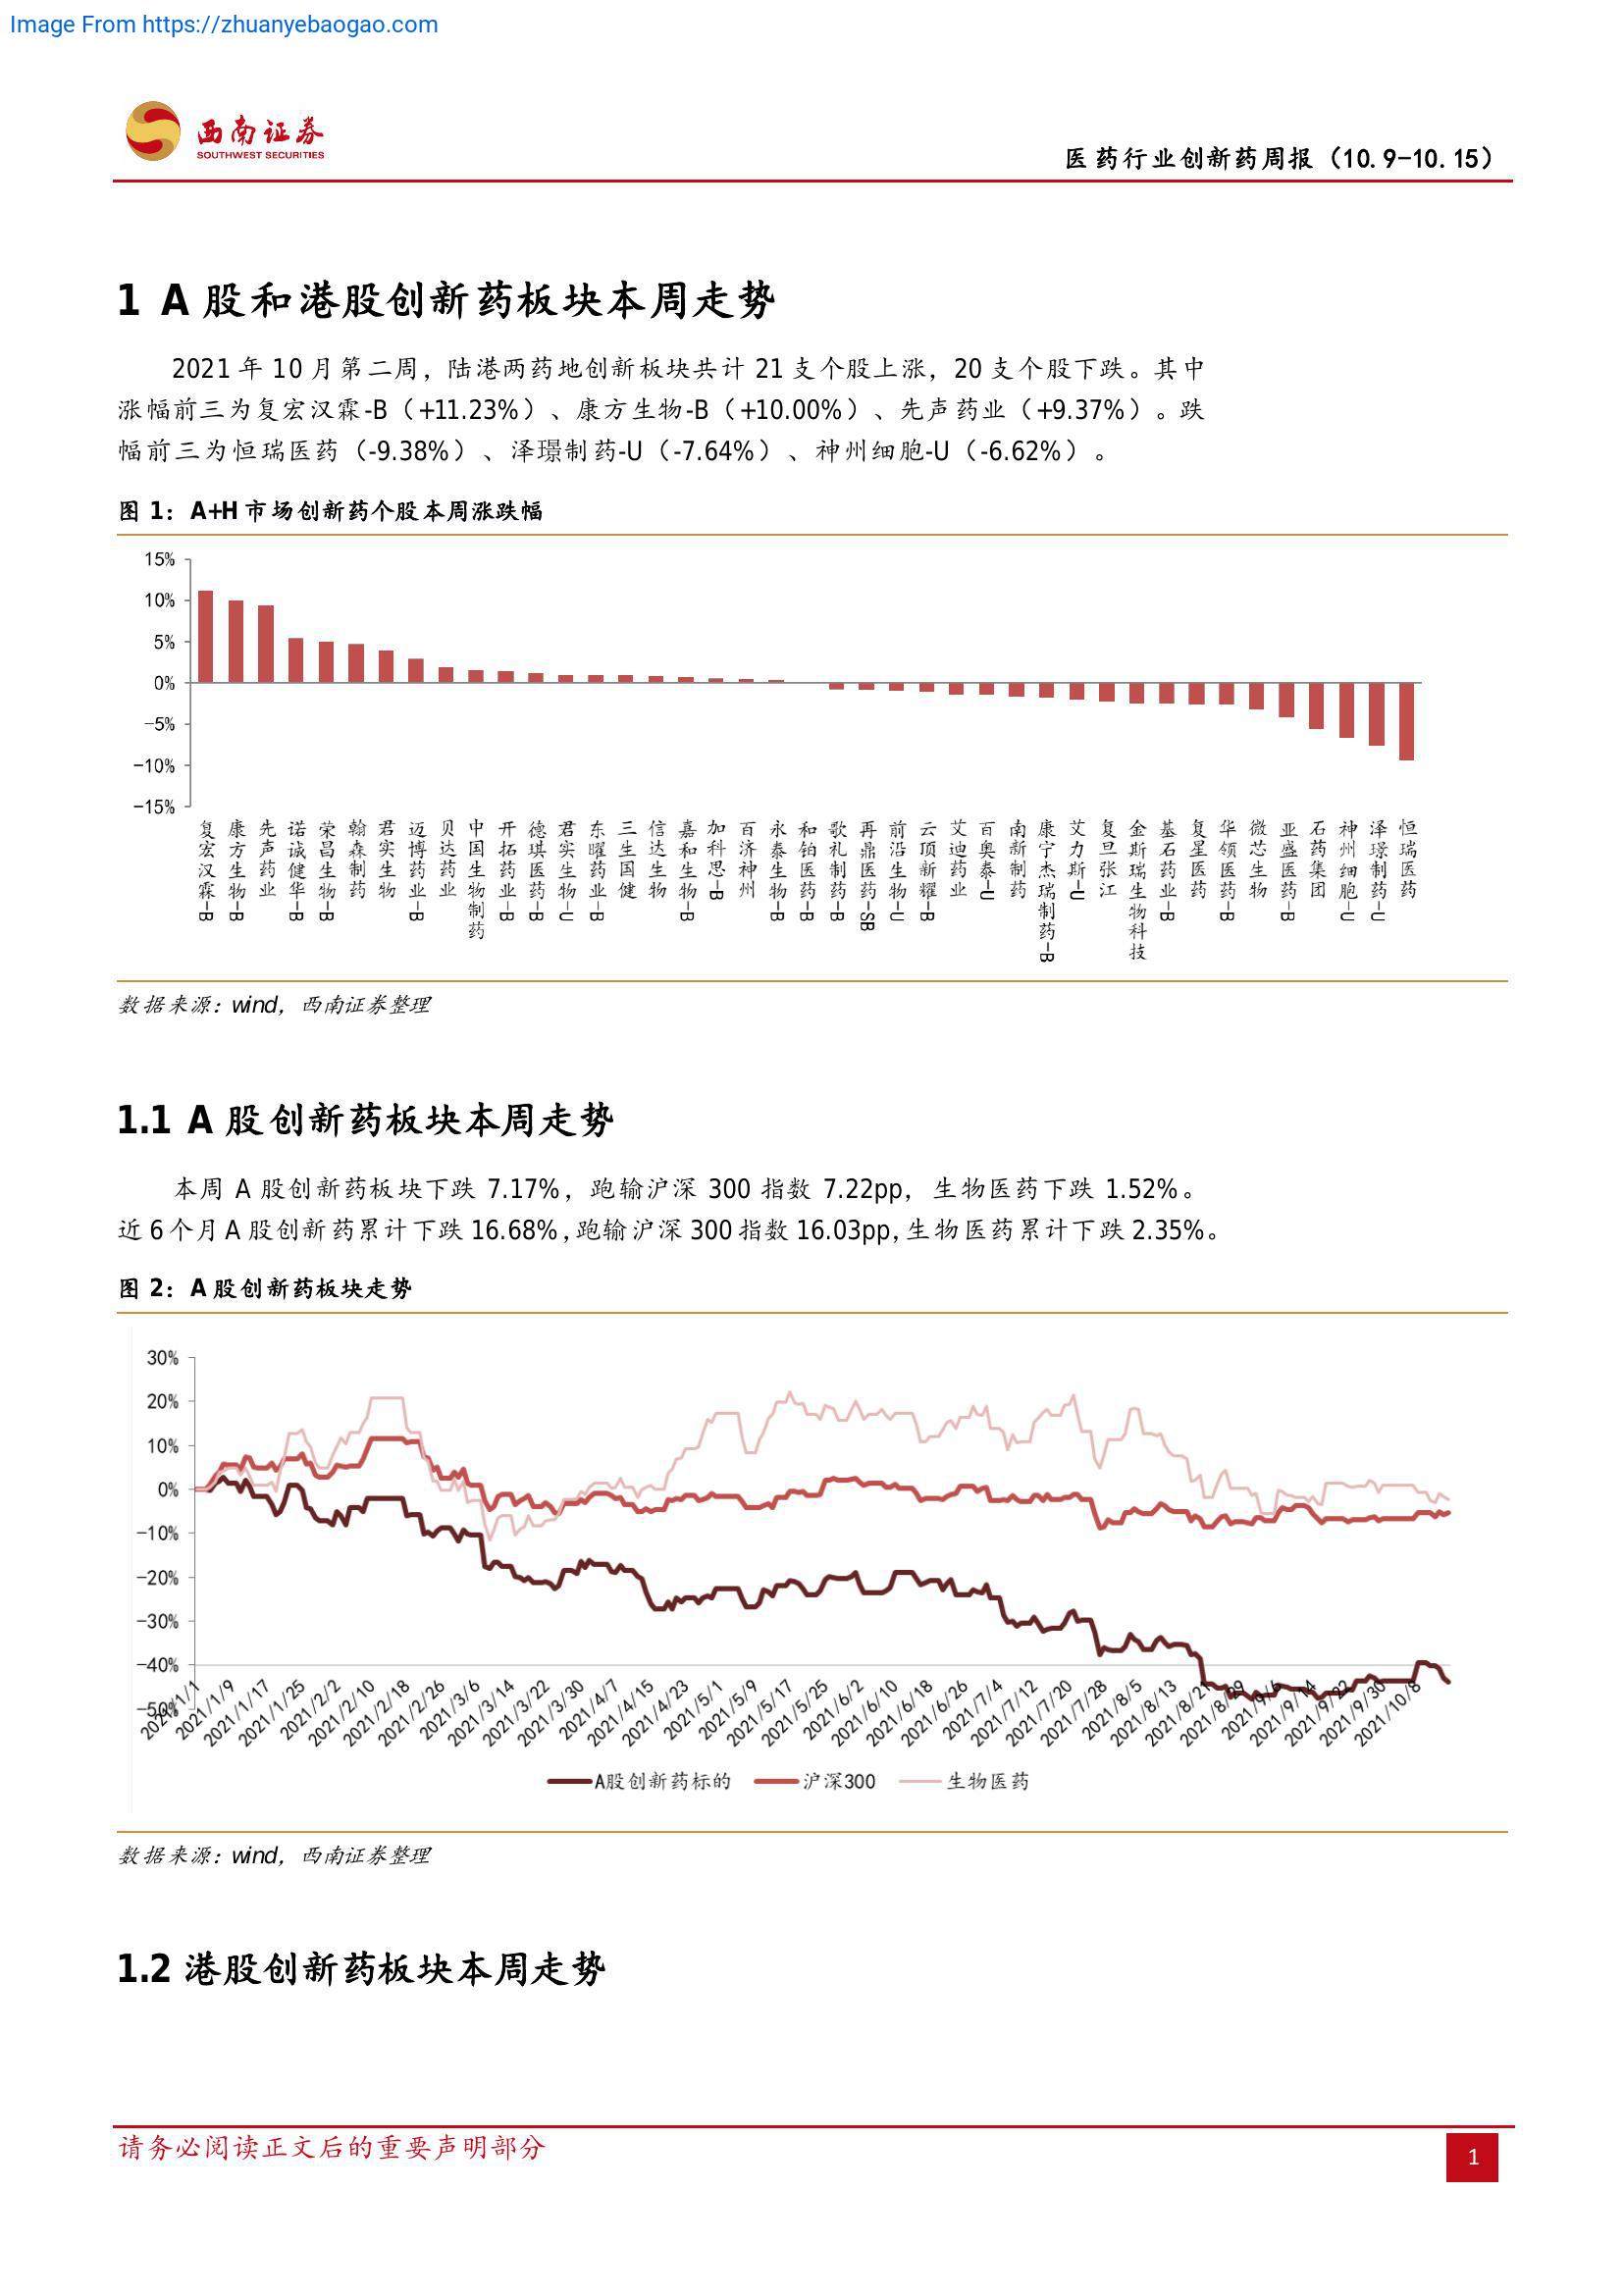 Image From https://zhuanyebaogao.com
西南证券
SOUTHWEST SECURITIES
医药行业创新药周报（10.9-10.15）
1 A 股和港股创新药板块本周走势
2021 年 10 月第二周，陆港两药地创新板块共计 21 支个股上涨，20 支个股下跌。其中
涨幅前三为复宏汉霖-B（+11.23%）、康方生物-B（+10.00%）、先声药业（+9.37%）。跌
幅前三为恒瑞医药（-9.38%）、泽璟制药-U（-7.64%）、神州细胞-U（-6.62%）。
图 1：A+H 市场创新药个股本周涨跌幅
15%
10%
5%
0%
-5%
-10%
-15%
复宏汉霖-B
康方生物-B
先声药业
诺诚健华-B
荣昌生物-B
翰森制药
君实生物
迈博药业-B
贝达药业
中国生物制药
开拓药业-B
德琪医药-B
君实生物-U
东曜药业-B
三生国健
信达生物
嘉和生物-B
加科思-B
百济神州
永泰生物-B
和铂医药-B
歌礼制药-B
再鼎医药-SB
前沿生物-U
云顶新耀-B
艾迪药业
百奥泰-U
南新制药
康宁杰瑞制药-B
艾力斯-U
复旦张江
金斯瑞生物科技
基石药业-B
复星医药
华领医药-B
微芯生物
亚盛医药-B
石药集团
神州细胞-U
泽璟制药-U
恒瑞医药
数据来源：wind，西南证券整理
1.1 A 股创新药板块本周走势
本周 A 股创新药板块下跌 7.17%，跑输沪深 300 指数 7.22pp，生物医药下跌 1.52%。
近 6 个月 A 股创新药累计下跌 16.68%，跑输沪深 300 指数 16.03pp，生物医药累计下跌 2.35%。
图 2：A 股创新药板块走势
30%
20%
10%
0%
-10%
-20%
-30%
-40%
-50%
2021/1/1
2021/1/9
2021/1/17
2021/1/25
2021/2/2
2021/2/10
2021/2/18
2021/2/26
2021/3/6
2021/3/14
2021/3/22
2021/3/30
2021/4/7
2021/4/15
2021/4/23
2021/5/1
2021/5/9
2021/5/17
2021/5/25
2021/6/2
2021/6/10
2021/6/18
2021/6/26
2021/7/4
2021/7/12
2021/7/20
2021/7/28
2021/8/5
2021/8/13
2021/8/21
2021/8/29
2021/9/6
2021/9/14
2021/9/22
2021/9/30
2021/10/8
A股创新药标的
沪深300
生物医药
数据来源：wind，西南证券整理
1.2 港股创新药板块本周走势
请务必阅读正文后的重要声明部分
1